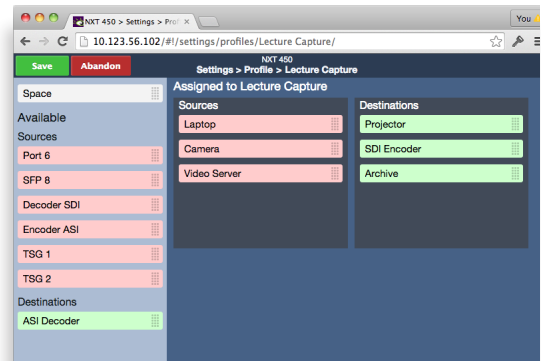 NXT 450 > Settings > Prof
You
10.123.56.102/#!/settings/profiles/Lecture Capture/
Save
Abandon
NXT 450
Settings > Profile > Lecture Capture
Space
Available
Sources
Port 6
SFP 8
Decoder SDI
Encoder ASI
TSG 1
TSG 2
Destinations
ASI Decoder
Assigned to Lecture Capture
Sources
Laptop
Camera
Video Server
Destinations
Projector
SDI Encoder
Archive